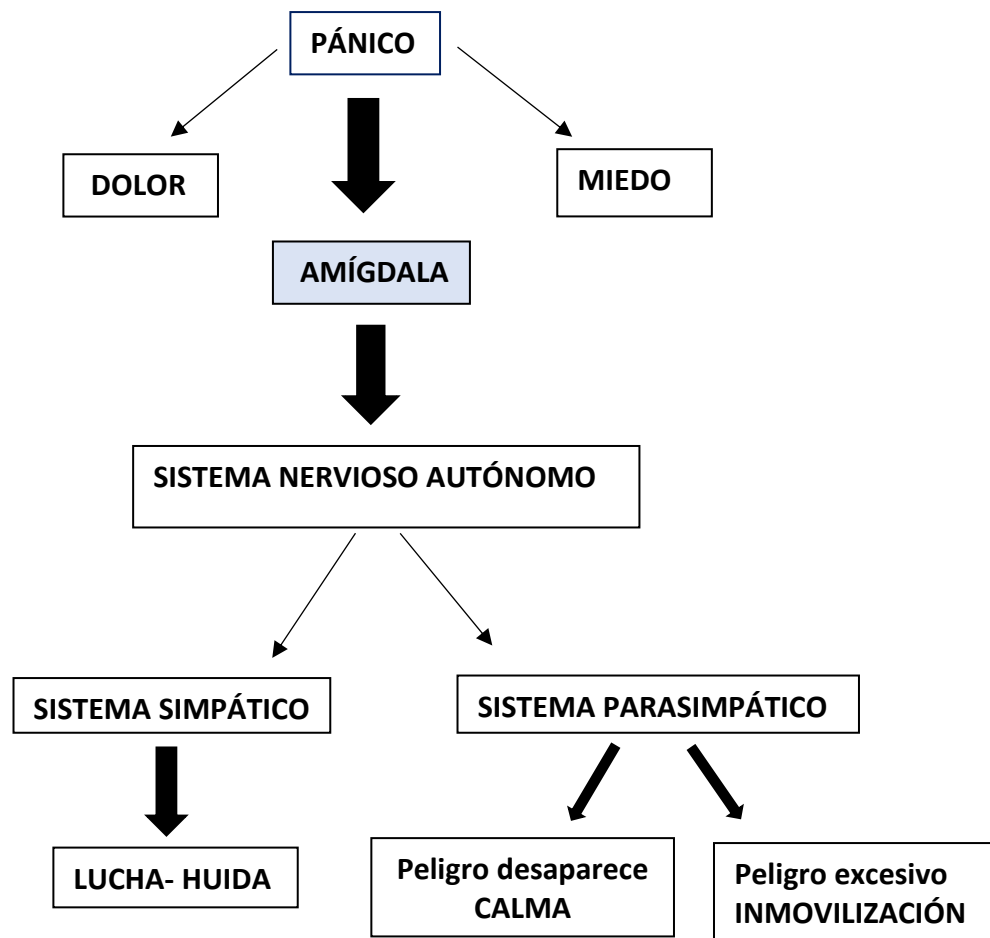 PÁNICO
DOLOR
MIEDO
AMÍGDALA
SISTEMA NERVIOSO AUTÓNOMO
SISTEMA SIMPÁTICO
SISTEMA PARASIMPÁTICO
LUCHA- HUIDA
Peligro desaparece
CALMA
Peligro excesivo
INMOVILIZACIÓN